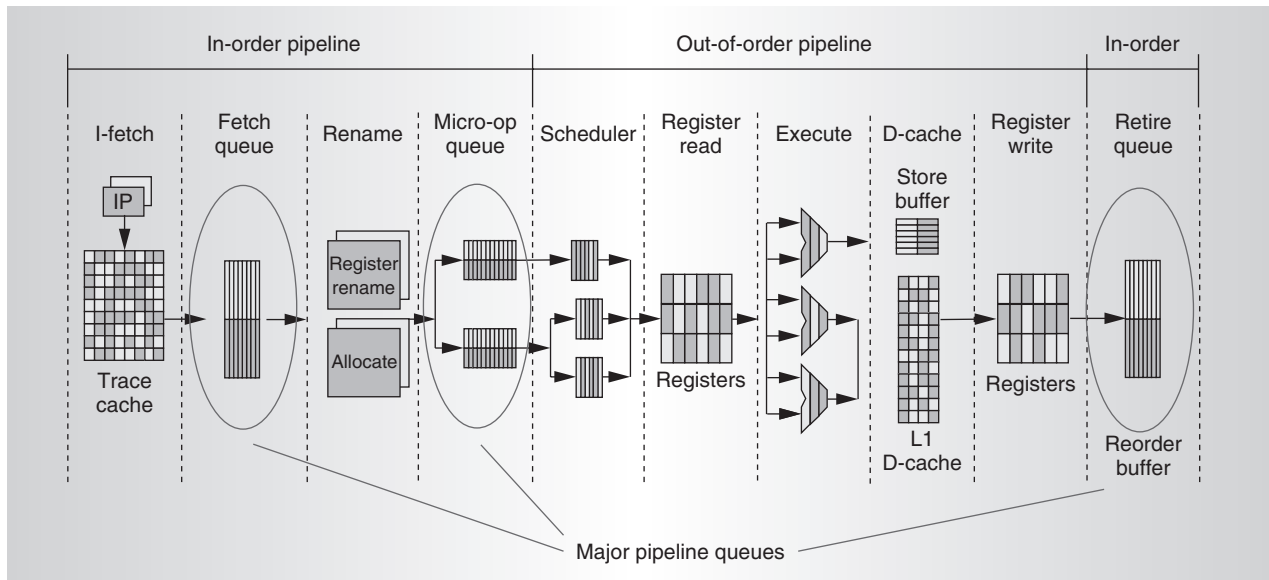 In-order pipeline
Out-of-order pipeline
In-order
I-fetch
Fetch
queue
Rename
Micro-op
queue
Scheduler
Register
read
Execute
D-cache
Register
write
Retire
queue
IP
Trace
cache
Register
rename
Allocate
Registers
Store
buffer
L1
D-cache
Registers
Reorder
buffer
Major pipeline queues